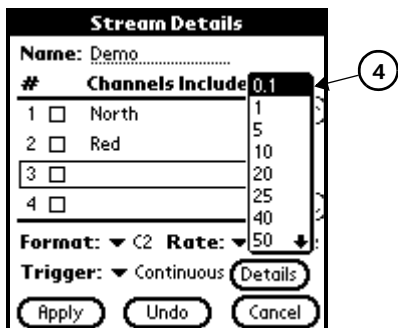 Stream Details
Name: Demo
# Channels Include
1 North
2 Red
3
4
0.1
1
5
10
20
25
40
50
Format: C2 Rate: :
Trigger: Continuous Details
Apply Undo Cancel
4